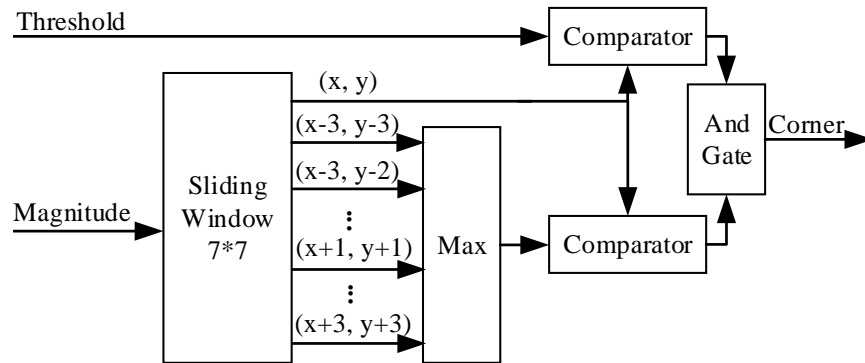 Threshold
Comparator
(x, y)
(x-3, y-3)
(x-3, y-2)
Sliding
Window
7*7
Magnitude
(x+1, y+1)
(x+3, y+3)
Max
Comparator
And
Gate
Corner